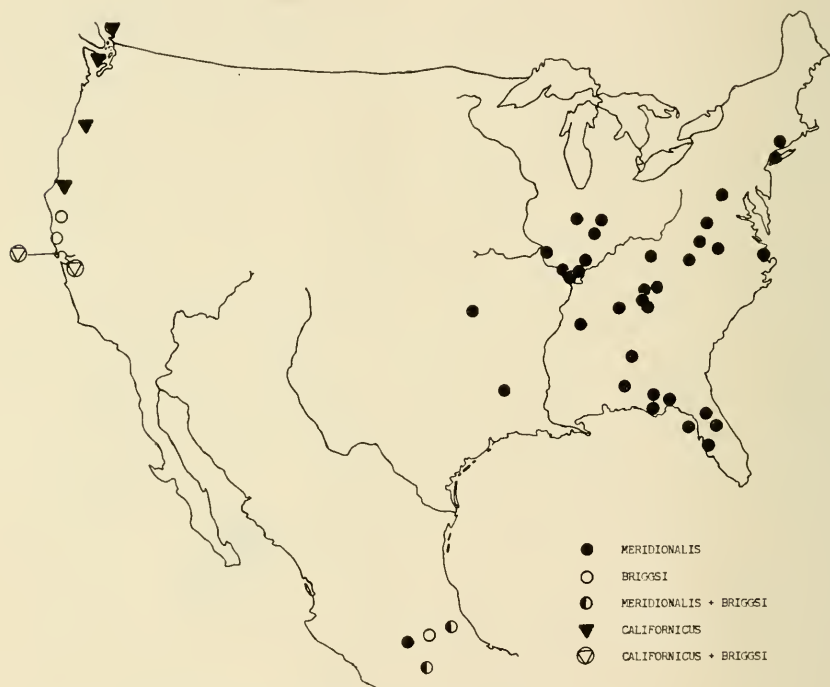 MERIDIONALIS
BRIGGSI
MERIDIONALIS + BRIGGSI
CALIFORNICUS
CALIFORNICUS + BRIGGSI